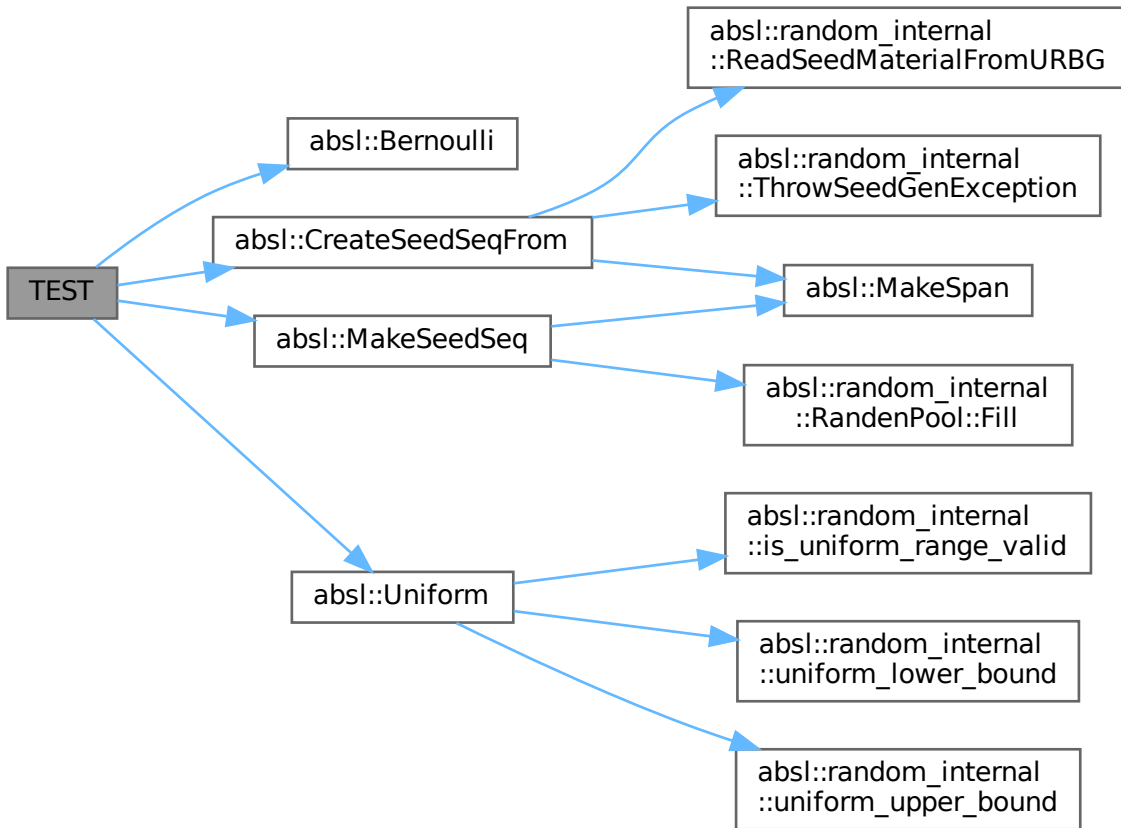 absl::random_internal
::ReadSeedMaterialFromURBG
absl::Bernoulli
absl::random_internal
::ThrowSeedGenException
absl::CreateSeedSeqFrom
TEST
absl::MakeSpan
absl::MakeSeedSeq
absl::random_internal
::RandenPool::Fill
absl::random_internal
::is_uniform_range_valid
absl::Uniform
absl::random_internal
::uniform_lower_bound
absl::random_internal
::uniform_upper_bound